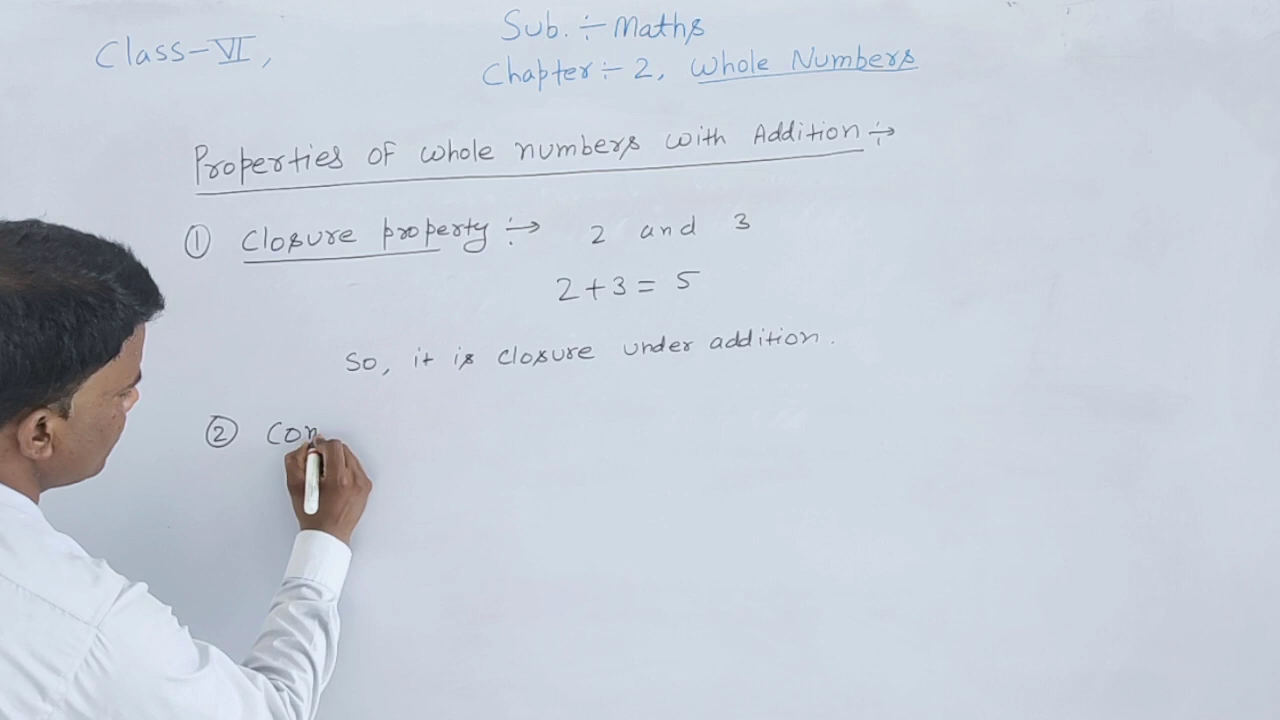 Class-VI,
Sub. :- Maths
Chapter :- 2, Whole Numbers
Properties OF whole numbers with Addition :→
① Closure property :→ 2 and 3
2+3 = 5
So, it is closure under addition.
② Com